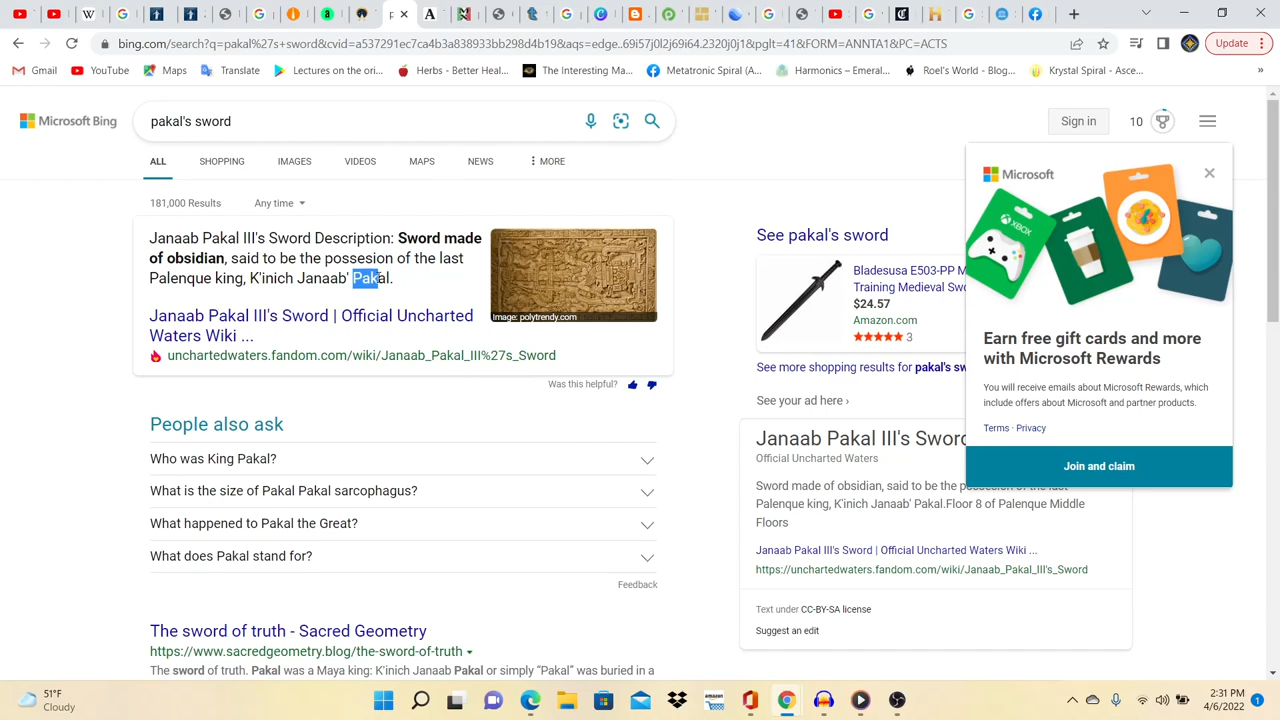 p
bing.com/search?q=pakal%27s+sword&cvid=a537291ec7cd4b3a838933bb298d4b19&aqs=edge..69i57j0l2j69i64.2320j0j1&pglt=41&FORM=ANNTA1&PC=ACTS
Update
Gmail
YouTube
Maps
Translate
Lectures on the ori...
Herbs - Better Heal...
The Interesting Ma...
Metatronic Spiral (A...
Harmonics – Emeral...
Roel's World - Blog...
Krystal Spiral - Asce...
»
Microsoft Bing
pakal's sword
Sign in
10
ALL
SHOPPING
IMAGES
VIDEOS
MAPS
NEWS
MORE
181,000 Results
Any time
Janaab Pakal III's Sword Description: Sword made
of obsidian, said to be the possesion of the last
Palenque king, K'inich Janaab' Pakal.
Image: polytrendy.com
Janaab Pakal III's Sword | Official Uncharted
Waters Wiki ...
unchartedwaters.fandom.com/wiki/Janaab_Pakal_III%27s_Sword
Was this helpful?
People also ask
Who was King Pakal?
What is the size of Pakal Pakal sarcophagus?
What happened to Pakal the Great?
What does Pakal stand for?
Feedback
The sword of truth - Sacred Geometry
https://www.sacredgeometry.blog/the-sword-of-truth
The sword of truth. Pakal was a Maya king: K'inich Janaab Pakal or simply “Pakal” was buried in a
See pakal's sword
Bladesusa E503-PP M
Training Medieval Swo
$24.57
Amazon.com
3
See more shopping results for pakal's sw
See your ad here ›
Janaab Pakal III's Sword
Official Uncharted Waters
Sword made of obsidian, said to be the possesion of the last
Palenque king, K'inich Janaab' Pakal.Floor 8 of Palenque Middle
Floors
Janaab Pakal III's Sword | Official Uncharted Waters Wiki ...
https://unchartedwaters.fandom.com/wiki/Janaab_Pakal_III's_Sword
Text under CC-BY-SA license
Suggest an edit
Microsoft
XBOX
Earn free gift cards and more
with Microsoft Rewards
You will receive emails about Microsoft Rewards, which
include offers about Microsoft and partner products.
Terms · Privacy
Join and claim
51°F
Cloudy
amazon
2:31 PM
4/6/2022
1